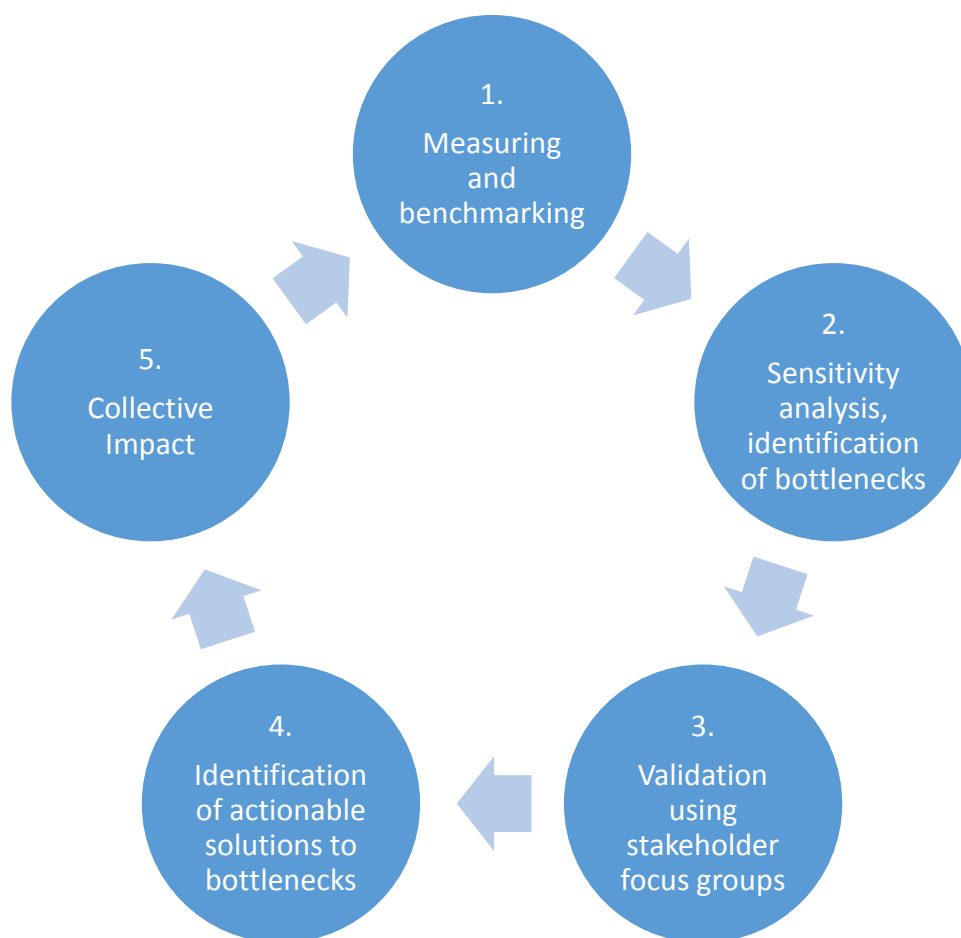 1.
Measuring
and
benchmarking
2.
Sensitivity
analysis,
identification
of bottlenecks
3.
Validation
using
stakeholder
focus groups
4.
Identification
of actionable
solutions to
bottlenecks
5.
Collective
Impact